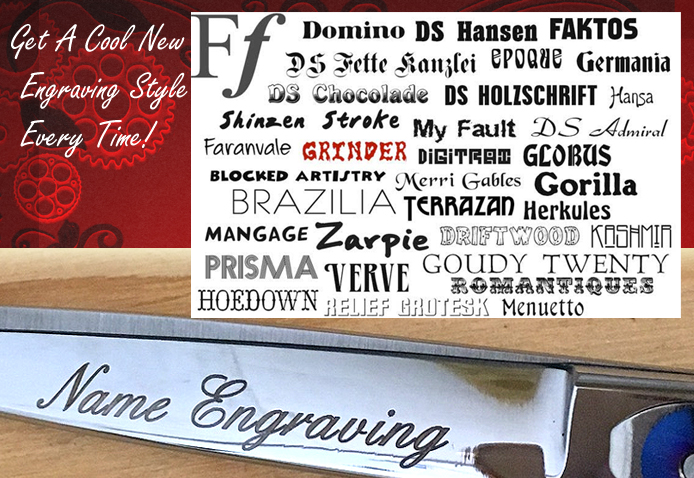 Get A Cool New
Engraving Style
Every Time!
Ff
Domino DS Hansen FAKTOS
DS Fette Kanzlei EPOQUE Germania
DS Chocolade DS HOLZSCHRIFT Hansa
Shinzen Stroke My Fault DS Admiral
Faranvale GRINDER DIGITRAX GLOBUS
BLOCKED ARTISTRY Merri Gables Gorilla
BRAZILIA TERRAZAN Herkules
MANGAGE Zarpie DRIFTWOOD KASHMIR
PRISMA VERVE GOUDY TWENTY
ROMANTIQUES
HOEDOWN RELIEF GROTESK Menuetto
Name Engraving